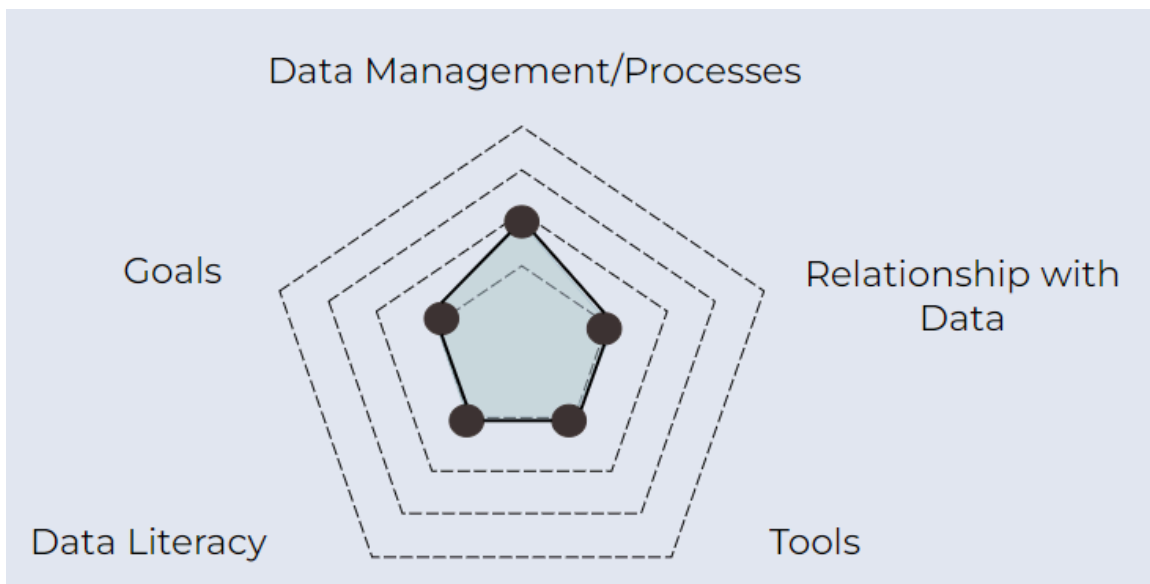 Data Management/Processes
Goals
Relationship with
Data
Data Literacy
Tools